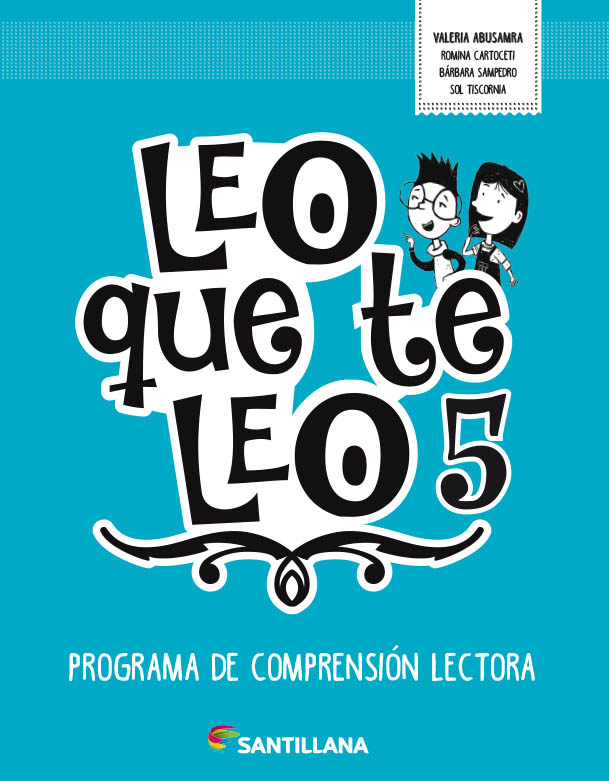 VALERIA ABUSAMRA
ROMINA CARTOCETI
BÁRBARA SAMPEDRO
SOL TISCORNIA
LEO
que te
LEO 5
PROGRAMA DE COMPRENSIÓN LECTORA
SANTILLANA